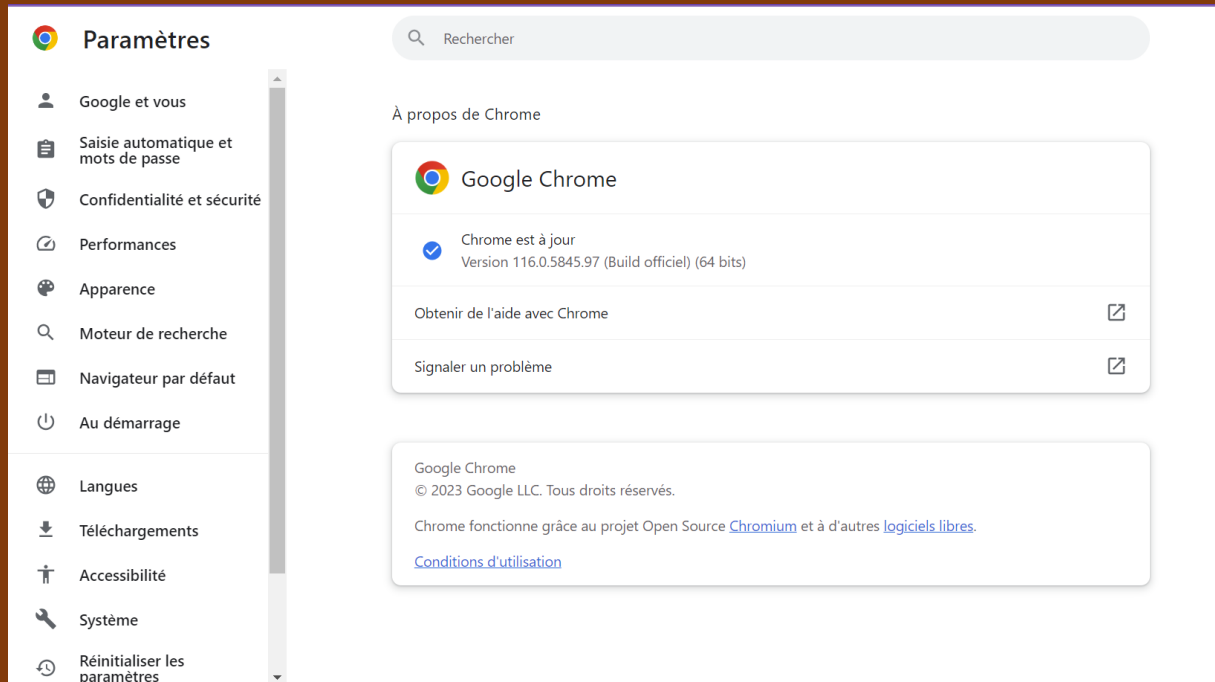 Paramètres
Rechercher
Google et vous
Saisie automatique et
mots de passe
Confidentialité et sécurité
Performances
Apparence
Moteur de recherche
Navigateur par défaut
Au démarrage
Langues
Téléchargements
Accessibilité
Système
Réinitialiser les
paramètres
À propos de Chrome
Google Chrome
Chrome est à jour
Version 116.0.5845.97 (Build officiel) (64 bits)
Obtenir de l'aide avec Chrome
Signaler un problème
Google Chrome
© 2023 Google LLC. Tous droits réservés.
Chrome fonctionne grâce au projet Open Source Chromium et à d'autres logiciels libres.
Conditions d'utilisation